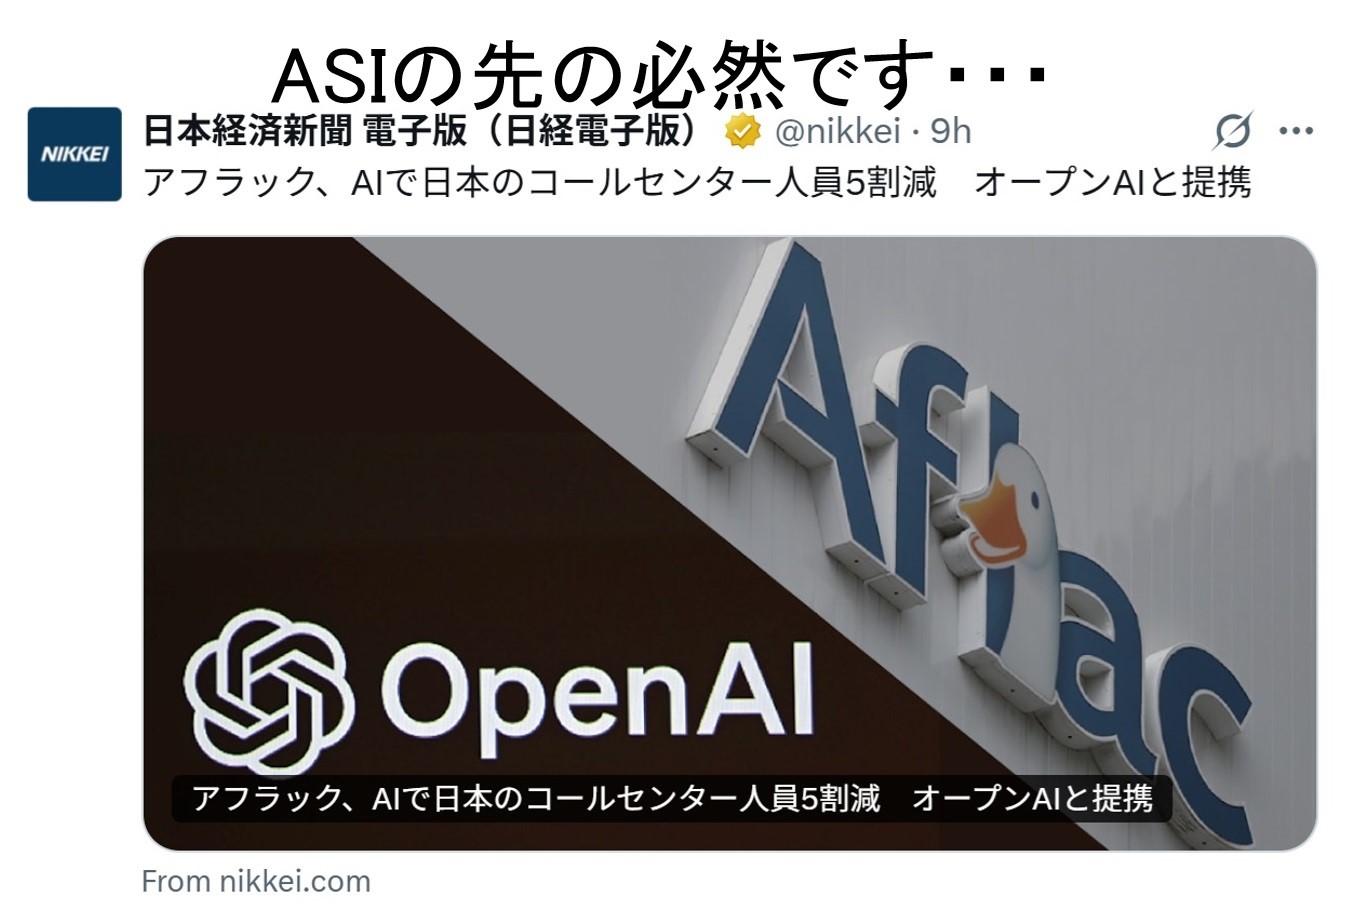 ASIの先の必然です･･･
NIKKEI
日本経済新聞 電子版（日経電子版） @nikkei · 9h
アフラック、AIで日本のコールセンター人員5割減　オープンAIと提携
Aflac
OpenAI
アフラック、AIで日本のコールセンター人員5割減　オープンAIと提携
From nikkei.com